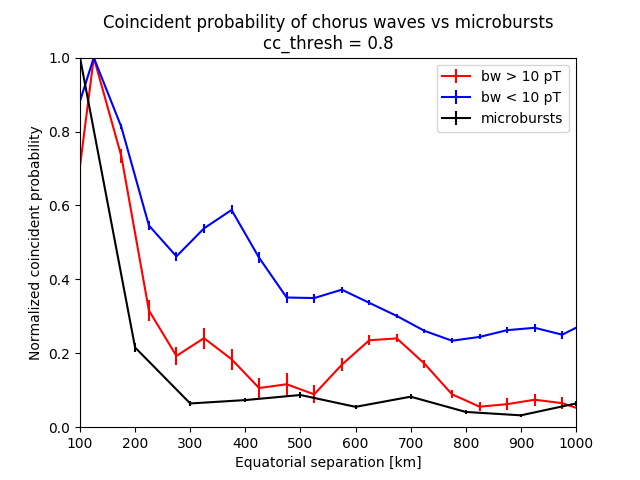 Coincident probability of chorus waves vs microbursts
cc_thresh = 0.8
1.0
0.8
0.6
0.4
0.2
0.0
Normalized coincident probability
bw > 10 pT
bw < 10 pT
microbursts
100 200 300 400 500 600 700 800 900 1000
Equatorial separation [km]